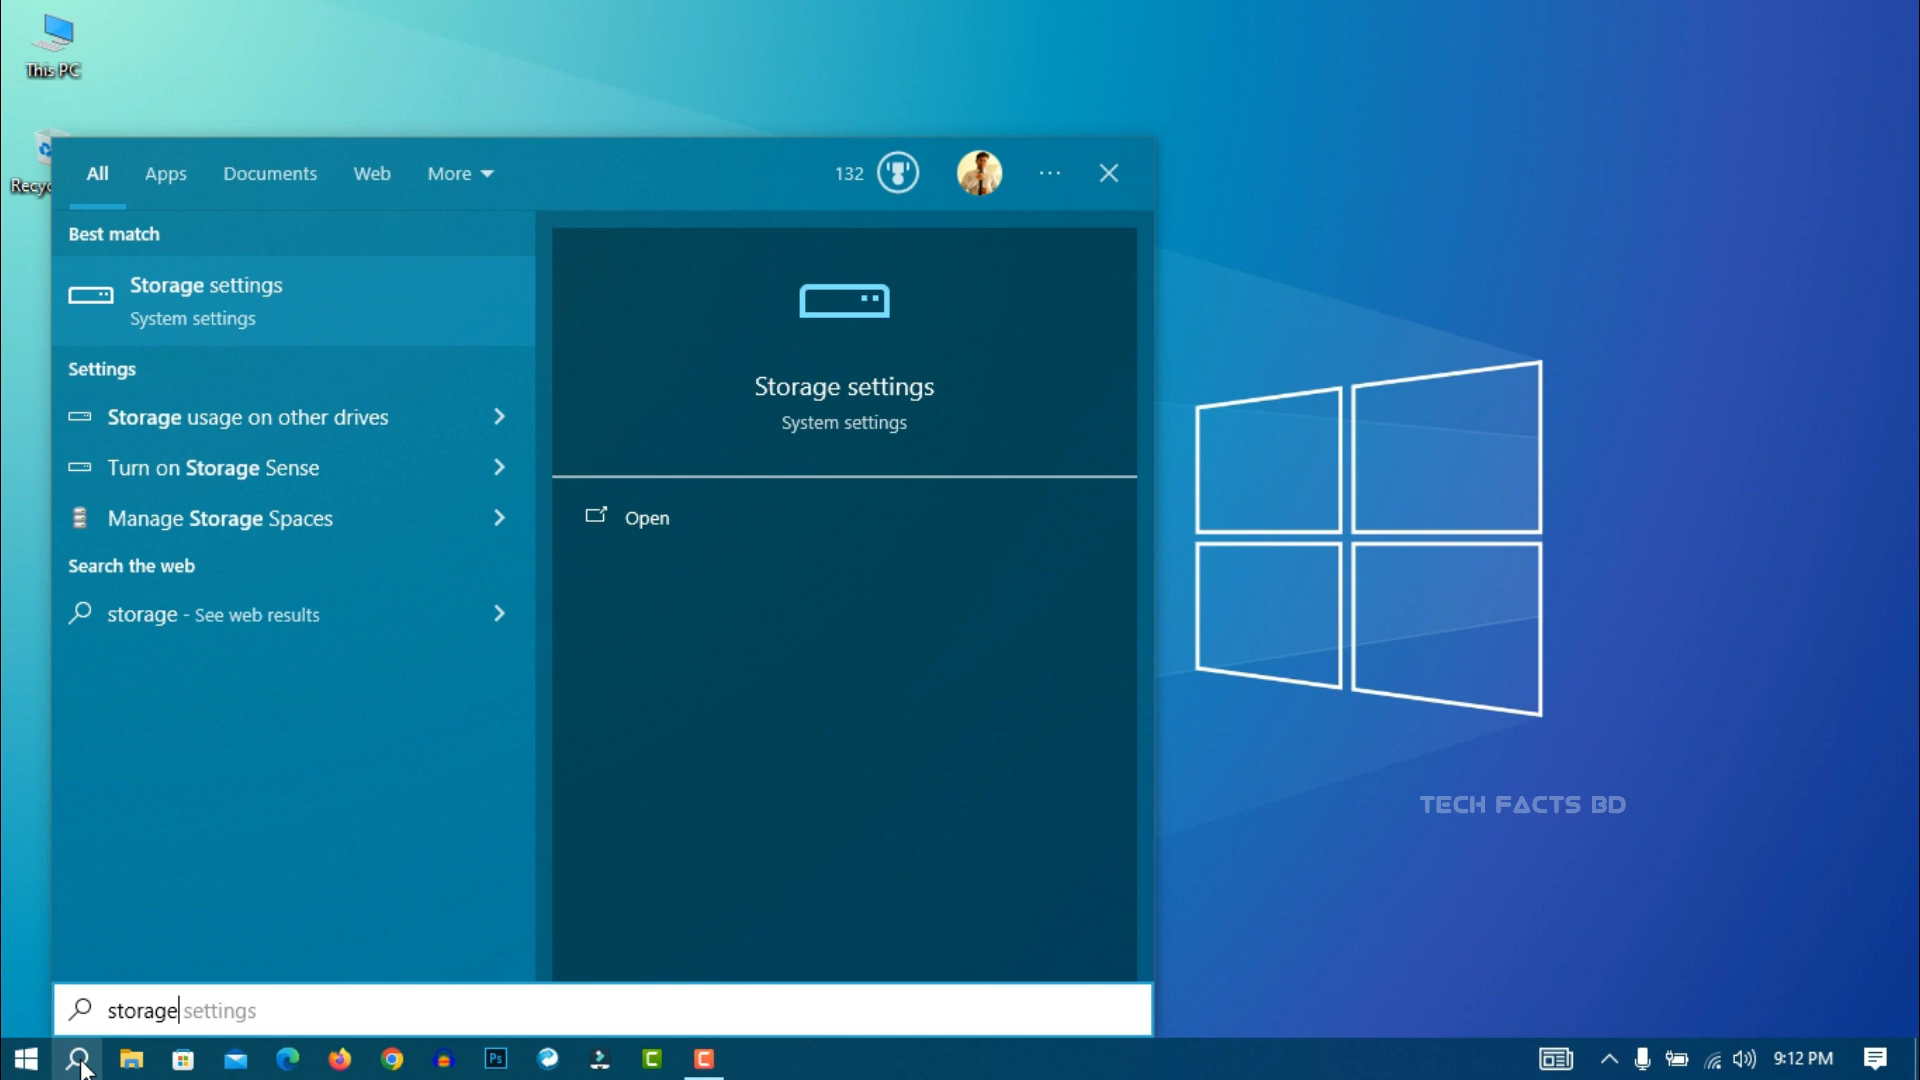 This PC
Recyc
All Apps Documents Web More 132
Best match
Storage settings
System settings
Settings
Storage usage on other drives
Turn on Storage Sense
Manage Storage Spaces
Search the web
storage - See web results
Storage settings
System settings
Open
TECH FACTS BD
storage settings
Ps
9:12 PM